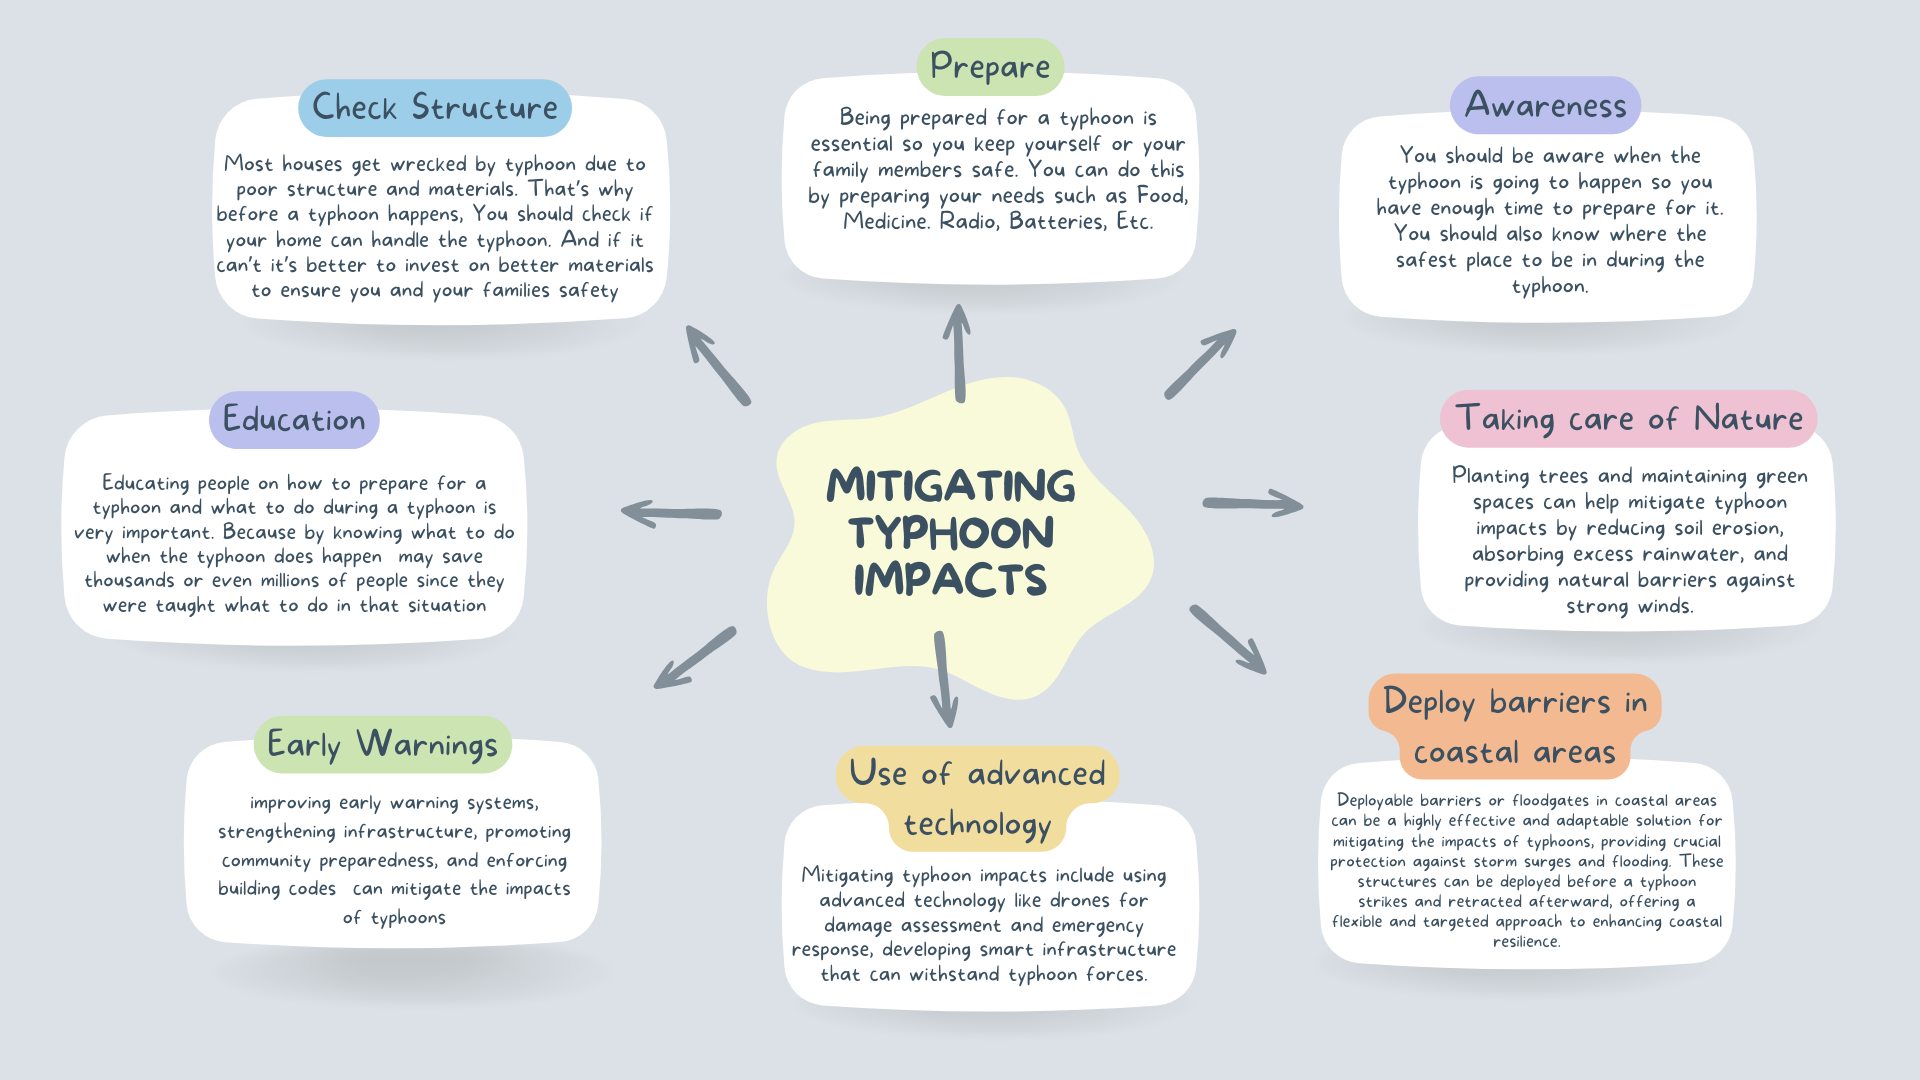 Check Structure
Most houses get wrecked by typhoon due to
poor structure and materials. That's why
before a typhoon happens, You should check if
your home can handle the typhoon. And if it
can't it's better to invest on better materials
to ensure you and your families safety
Prepare
Being prepared for a typhoon is
essential so you keep yourself or your
family members safe. You can do this
by preparing your needs such as Food,
Medicine. Radio, Batteries, Etc.
Awareness
You should be aware when the
typhoon is going to happen so you
have enough time to prepare for it.
You should also know where the
safest place to be in during the
typhoon.
Education
Educating people on how to prepare for a
typhoon and what to do during a typhoon is
very important. Because by knowing what to do
when the typhoon does happen  may save
thousands or even millions of people since they
were taught what to do in that situation
MITIGATING
TYPHOON
IMPACTS
Taking care of Nature
Planting trees and maintaining green
spaces can help mitigate typhoon
impacts by reducing soil erosion,
absorbing excess rainwater, and
providing natural barriers against
strong winds.
Early Warnings
improving early warning systems,
strengthening infrastructure, promoting
community preparedness, and enforcing
building codes  can mitigate the impacts
of typhoons
Use of advanced
technology
Mitigating typhoon impacts include using
advanced technology like drones for
damage assessment and emergency
response, developing smart infrastructure
that can withstand typhoon forces.
Deploy barriers in
coastal areas
Deployable barriers or floodgates in coastal areas
can be a highly effective and adaptable solution for
mitigating the impacts of typhoons, providing crucial
protection against storm surges and flooding. These
structures can be deployed before a typhoon
strikes and retracted afterward, offering a
flexible and targeted approach to enhancing coastal
resilience.